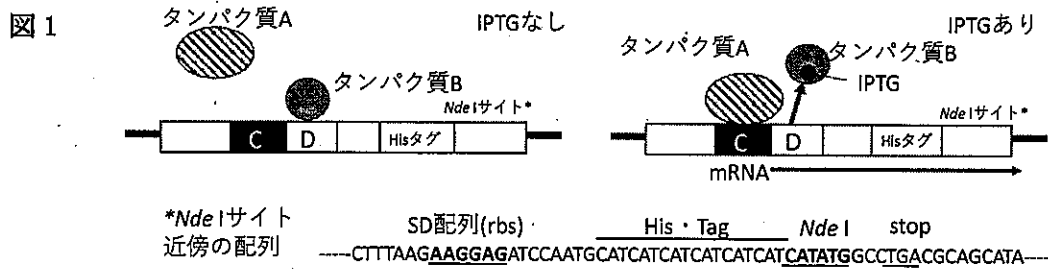 図1
タンパク質A
IPTGなし
タンパク質B
Nde Iサイト*
C D Hisタグ
IPTGあり
タンパク質A
タンパク質B
IPTG
Nde Iサイト*
C D Hisタグ
mRNA
*Nde Iサイト
近傍の配列
SD配列(rbs) His・Tag Nde I stop
-----CTTTAAGAAGGAGATCCAATGCATCATCATCATCATCATCATATGGCCTGACGCAGCATA----